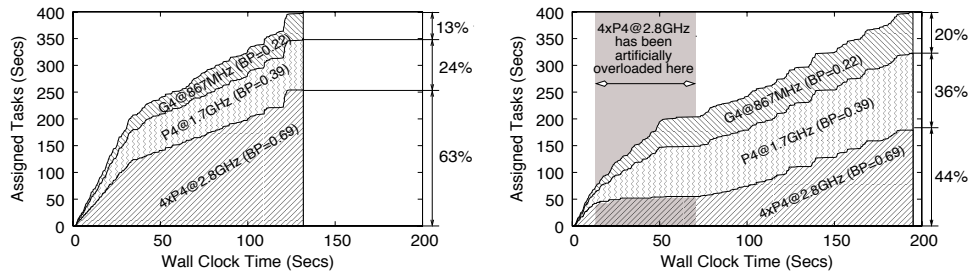 Assigned Tasks (Secs)
400
350
300
250
200
150
100
50
0
G4@867MHz (BP=0.22)
P4@1.7GHz (BP=0.39)
4xP4@2.8GHz (BP=0.69)
13%
24%
63%
0 50 100 150 200
Wall Clock Time (Secs)
Assigned Tasks (Secs)
400
350
300
250
200
150
100
50
0
4xP4@2.8GHz
has been
artificially
overloaded here
G4@867MHz (BP=0.22)
P4@1.7GHz (BP=0.39)
4xP4@2.8GHz (BP=0.69)
20%
36%
44%
0 50 100 150 200
Wall Clock Time (Secs)